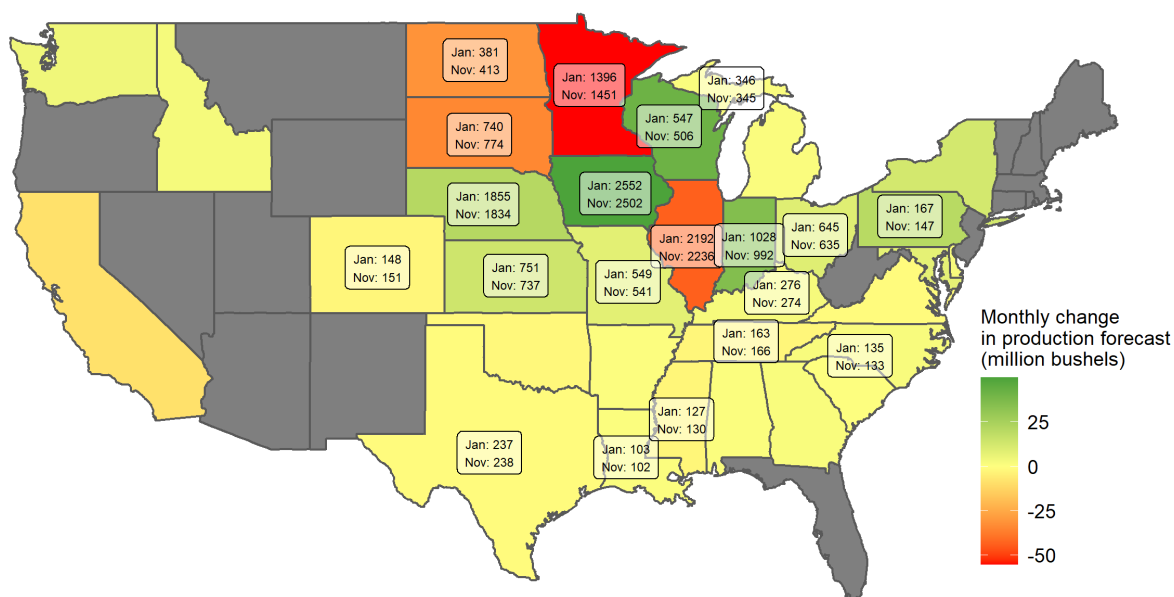 Jan: 381
Nov: 413
Jan: 1396
Nov: 1451
Jan: 346
Nov: 345
Jan: 740
Nov: 774
Jan: 547
Nov: 506
Jan: 1855
Nov: 1834
Jan: 2552
Nov: 2502
Jan: 167
Nov: 147
Jan: 148
Nov: 151
Jan: 751
Nov: 737
Jan: 549
Nov: 541
Jan: 2192
Nov: 2236
Jan: 1028
Nov: 992
Jan: 645
Nov: 635
Jan: 276
Nov: 274
Jan: 163
Nov: 166
Jan: 135
Nov: 133
Jan: 127
Nov: 130
Jan: 237
Nov: 238
Jan: 103
Nov: 102
Monthly change
in production forecast
(million bushels)
25
0
-25
-50